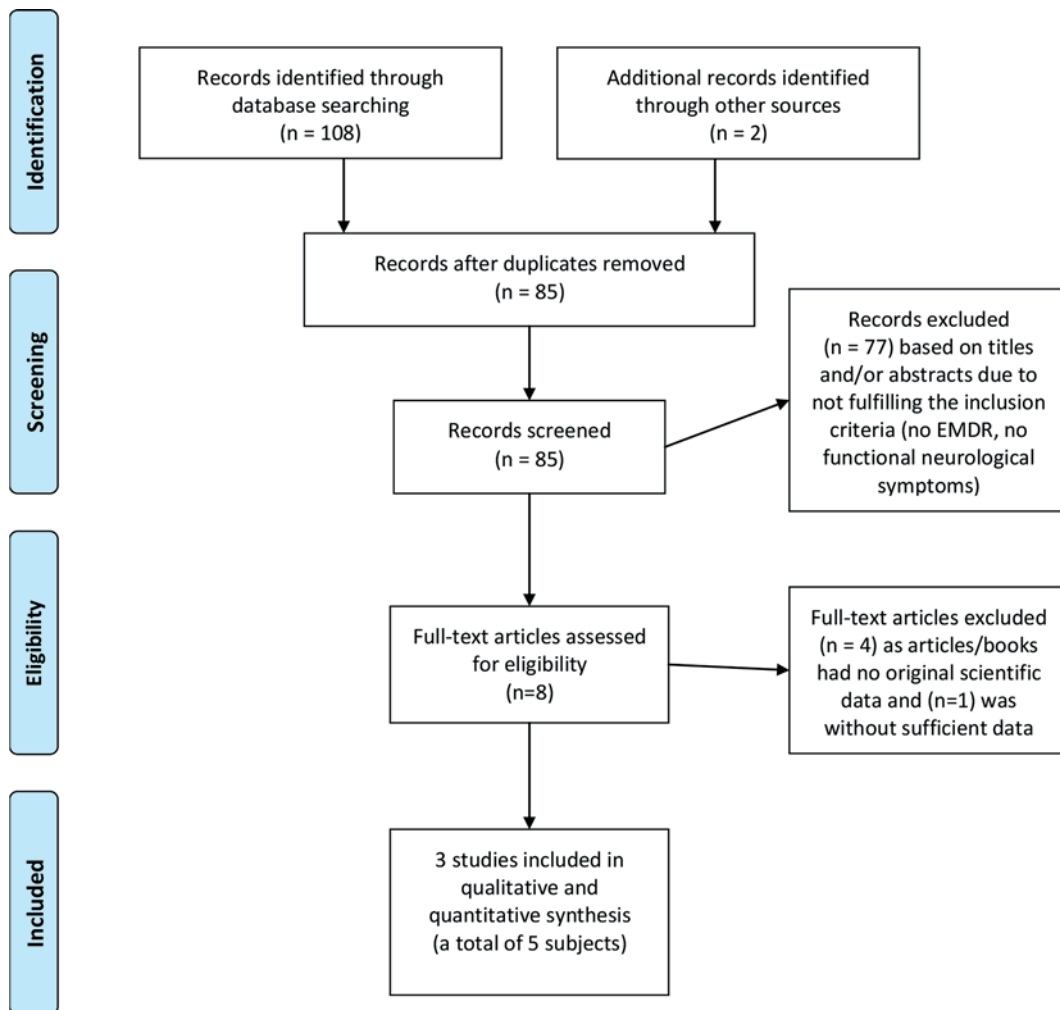 Identification
Records identified through
database searching
(n = 108)
Additional records identified
through other sources
(n = 2)
Records after duplicates removed
(n = 85)
Screening
Records screened
(n = 85)
Records excluded
(n = 77) based on titles
and/or abstracts due to
not fulfilling the inclusion
criteria (no EMDR, no
functional neurological
symptoms)
Eligibility
Full-text articles assessed
for eligibility
(n=8)
Full-text articles excluded
(n = 4) as articles/books
had no original scientific
data and (n=1) was
without sufficient data
Included
3 studies included in
qualitative and
quantitative synthesis
(a total of 5 subjects)